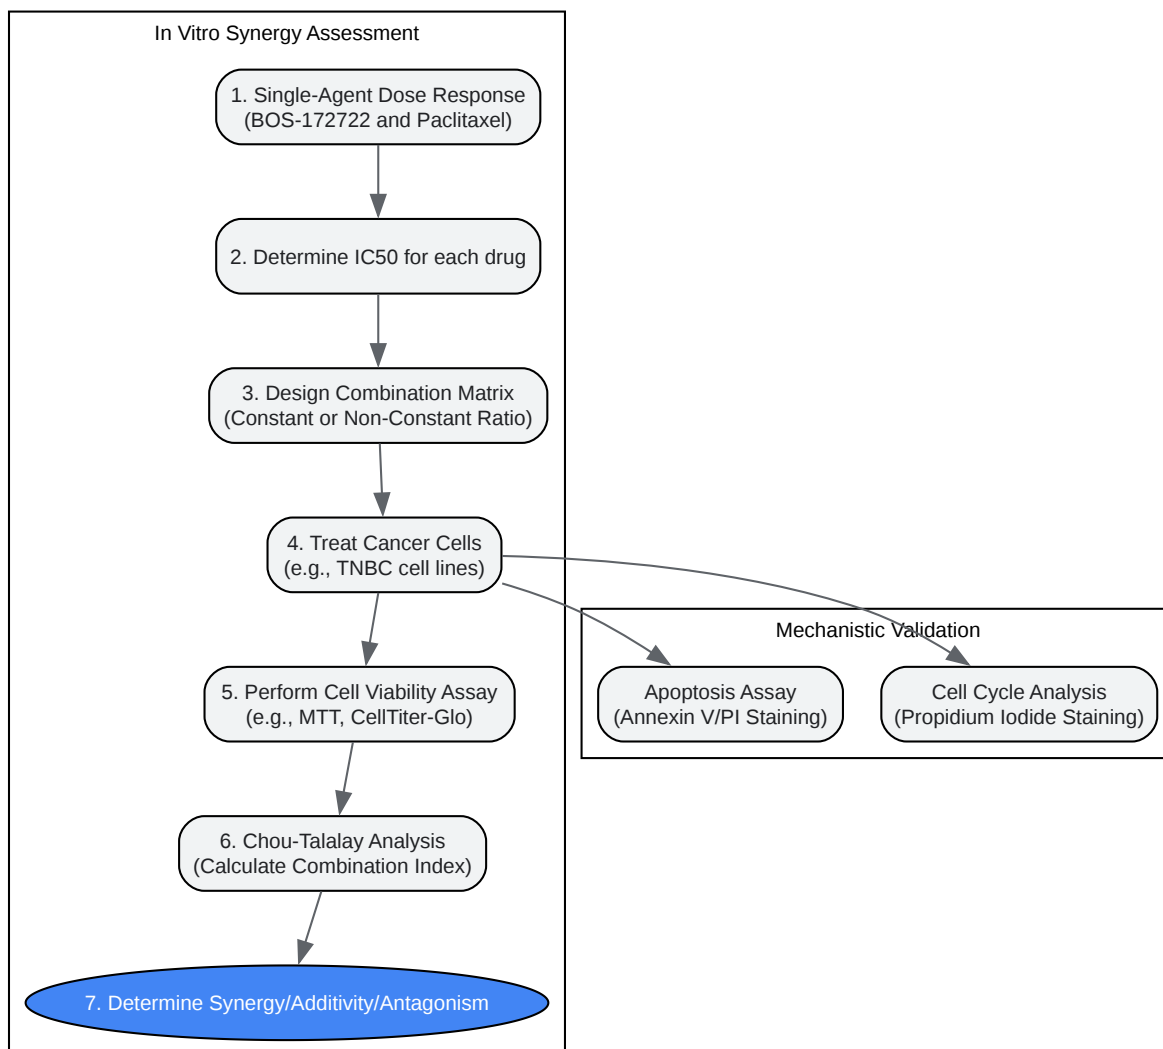 In Vitro Synergy Assessment
1. Single-Agent Dose Response
(BOS-172722 and Paclitaxel)
2. Determine IC50 for each drug
3. Design Combination Matrix
(Constant or Non-Constant Ratio)
4. Treat Cancer Cells
(e.g., TNBC cell lines)
Mechanistic Validation
5. Perform Cell Viability Assay
(e.g., MTT, CellTiter-Glo)
Apoptosis Assay
(Annexin V/PI Staining)
Cell Cycle Analysis
(Propidium Iodide Staining)
6. Chou-Talalay Analysis
(Calculate Combination Index)
7. Determine Synergy/Additivity/Antagonism